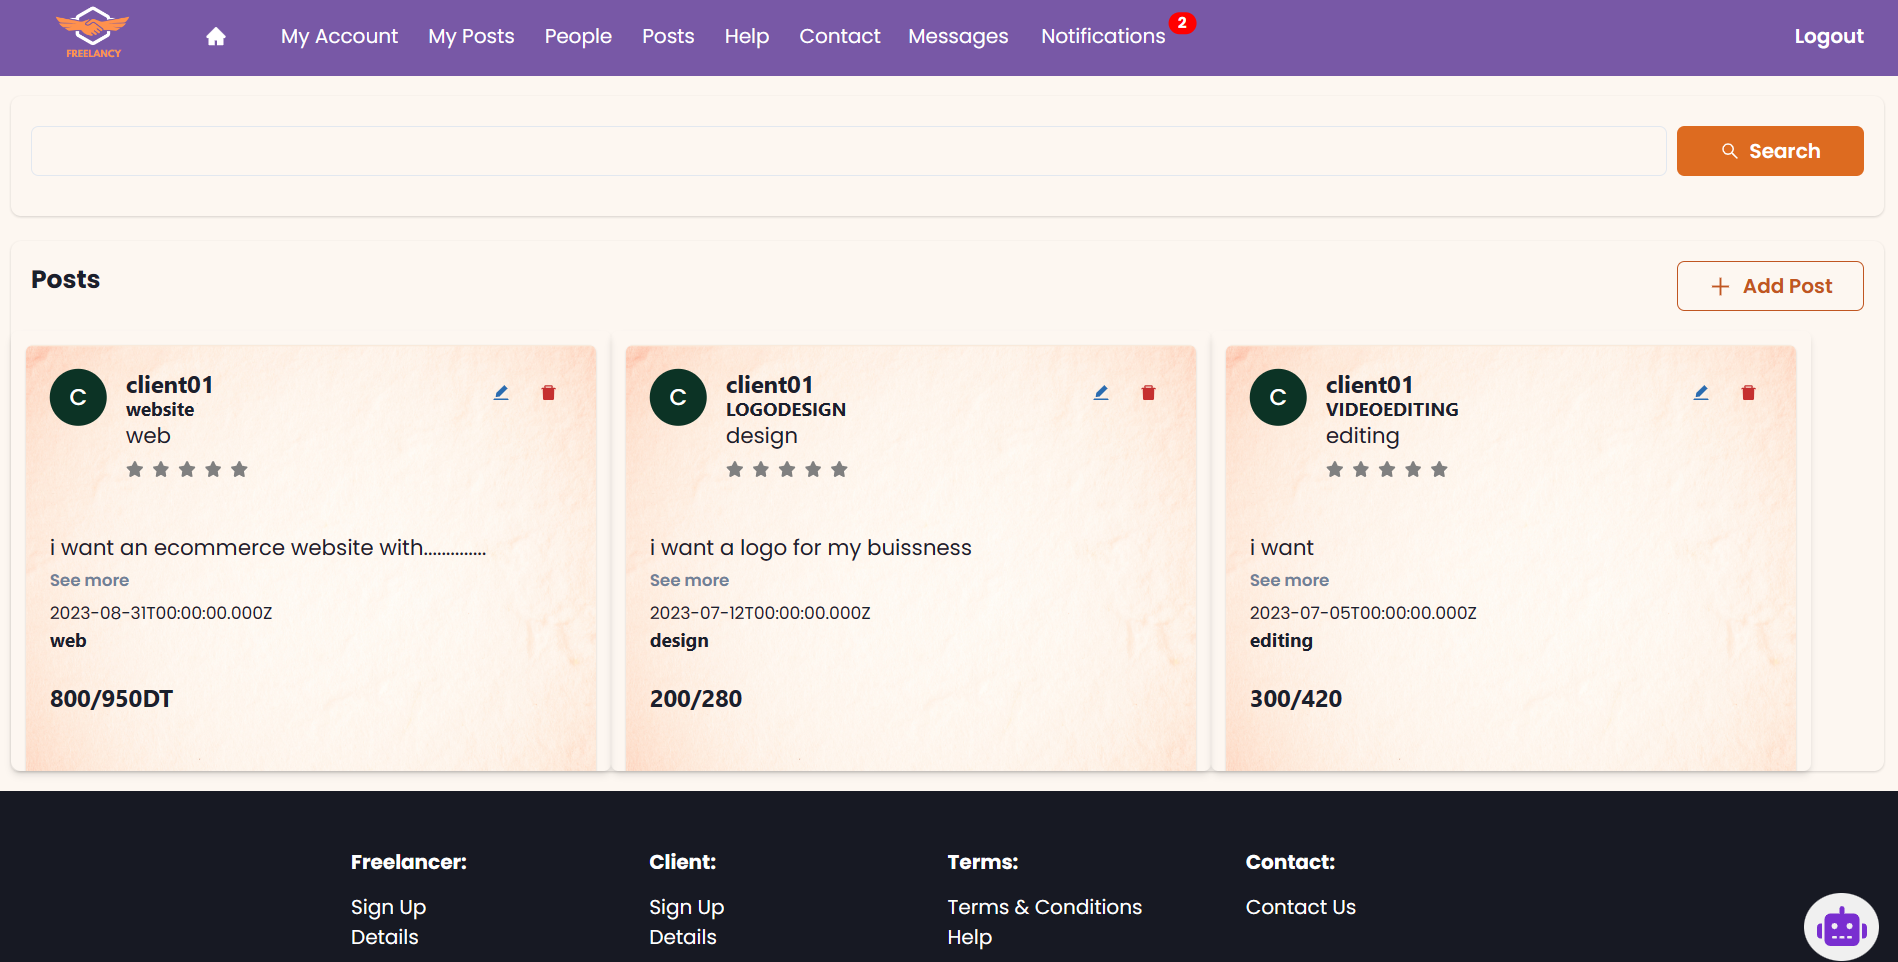 FREELANCY
My Account My Posts People Posts Help Contact Messages Notifications 2 Logout
Search
Posts
Add Post
C
client01
website
web
i want an ecommerce website with..............
See more
2023-08-31T00:00:00.000Z
web
800/950DT
C
client01
LOGODESIGN
design
i want a logo for my buissness
See more
2023-07-12T00:00:00.000Z
design
200/280
C
client01
VIDEOEDITING
editing
i want
See more
2023-07-05T00:00:00.000Z
editing
300/420
Freelancer:
Sign Up
Details
Client:
Sign Up
Details
Terms:
Terms & Conditions
Help
Contact:
Contact Us